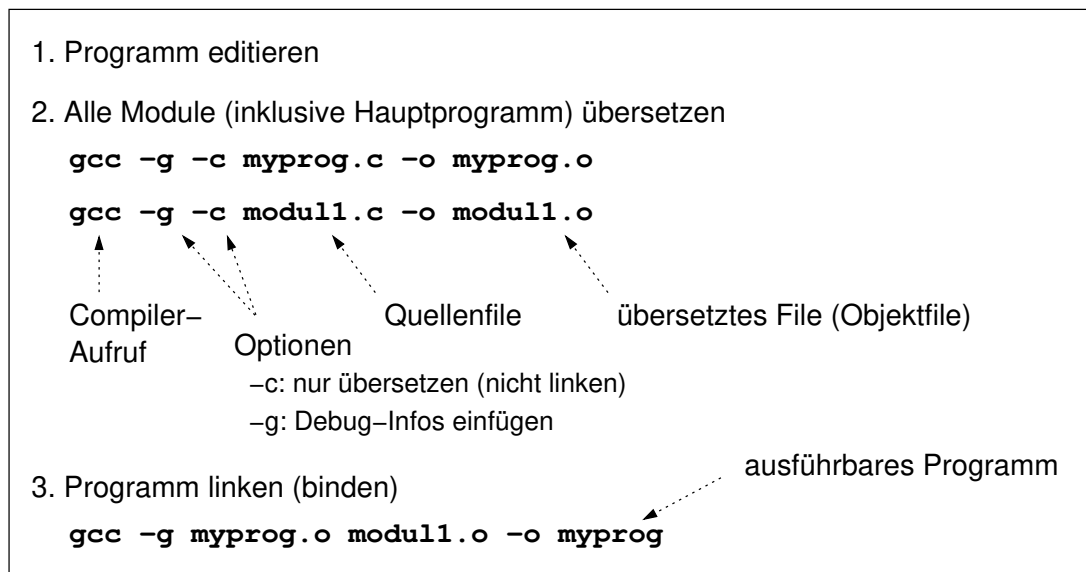 1. Programm editieren
2. Alle Module (inklusive Hauptprogramm) übersetzen
gcc −g −c myprog.c −o myprog.o
gcc −g −c modul1.c −o modul1.o
Compiler−
Aufruf
Optionen
−c: nur übersetzen (nicht linken)
−g: Debug−Infos einfügen
Quellenfile
übersetztes File (Objektfile)
3. Programm linken (binden)
ausführbares Programm
gcc −g myprog.o modul1.o −o myprog